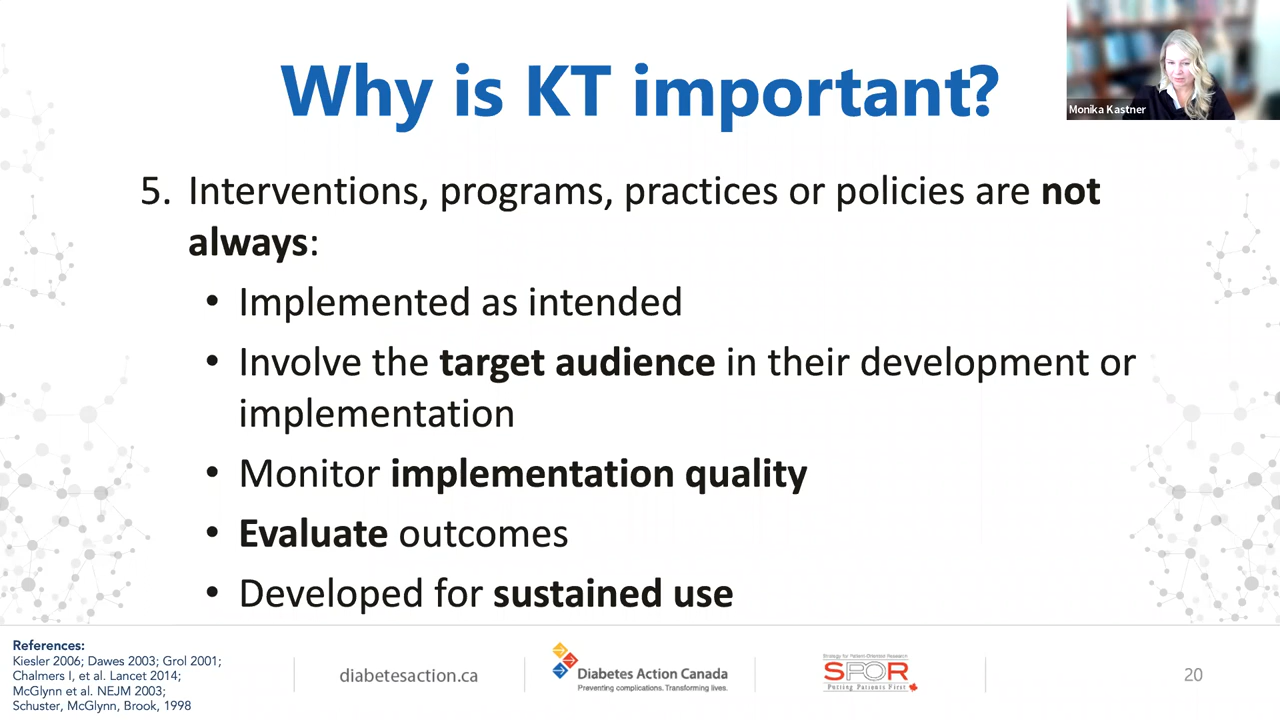 Why is KT important?
Monika Kastner
5. Interventions, programs, practices or policies are not
always:
• Implemented as intended
• Involve the target audience in their development or
implementation
• Monitor implementation quality
• Evaluate outcomes
• Developed for sustained use
References:
Kiesler 2006; Dawes 2003; Grol 2001;
Chalmers I, et al. Lancet 2014;
McGlynn et al. NEJM 2003;
Schuster, McGlynn, Brook, 1998
diabetesaction.ca
Diabetes Action Canada
Preventing complications. Transforming lives.
Strategy for Patient-Oriented Research
SPOR
Putting Patients First
20